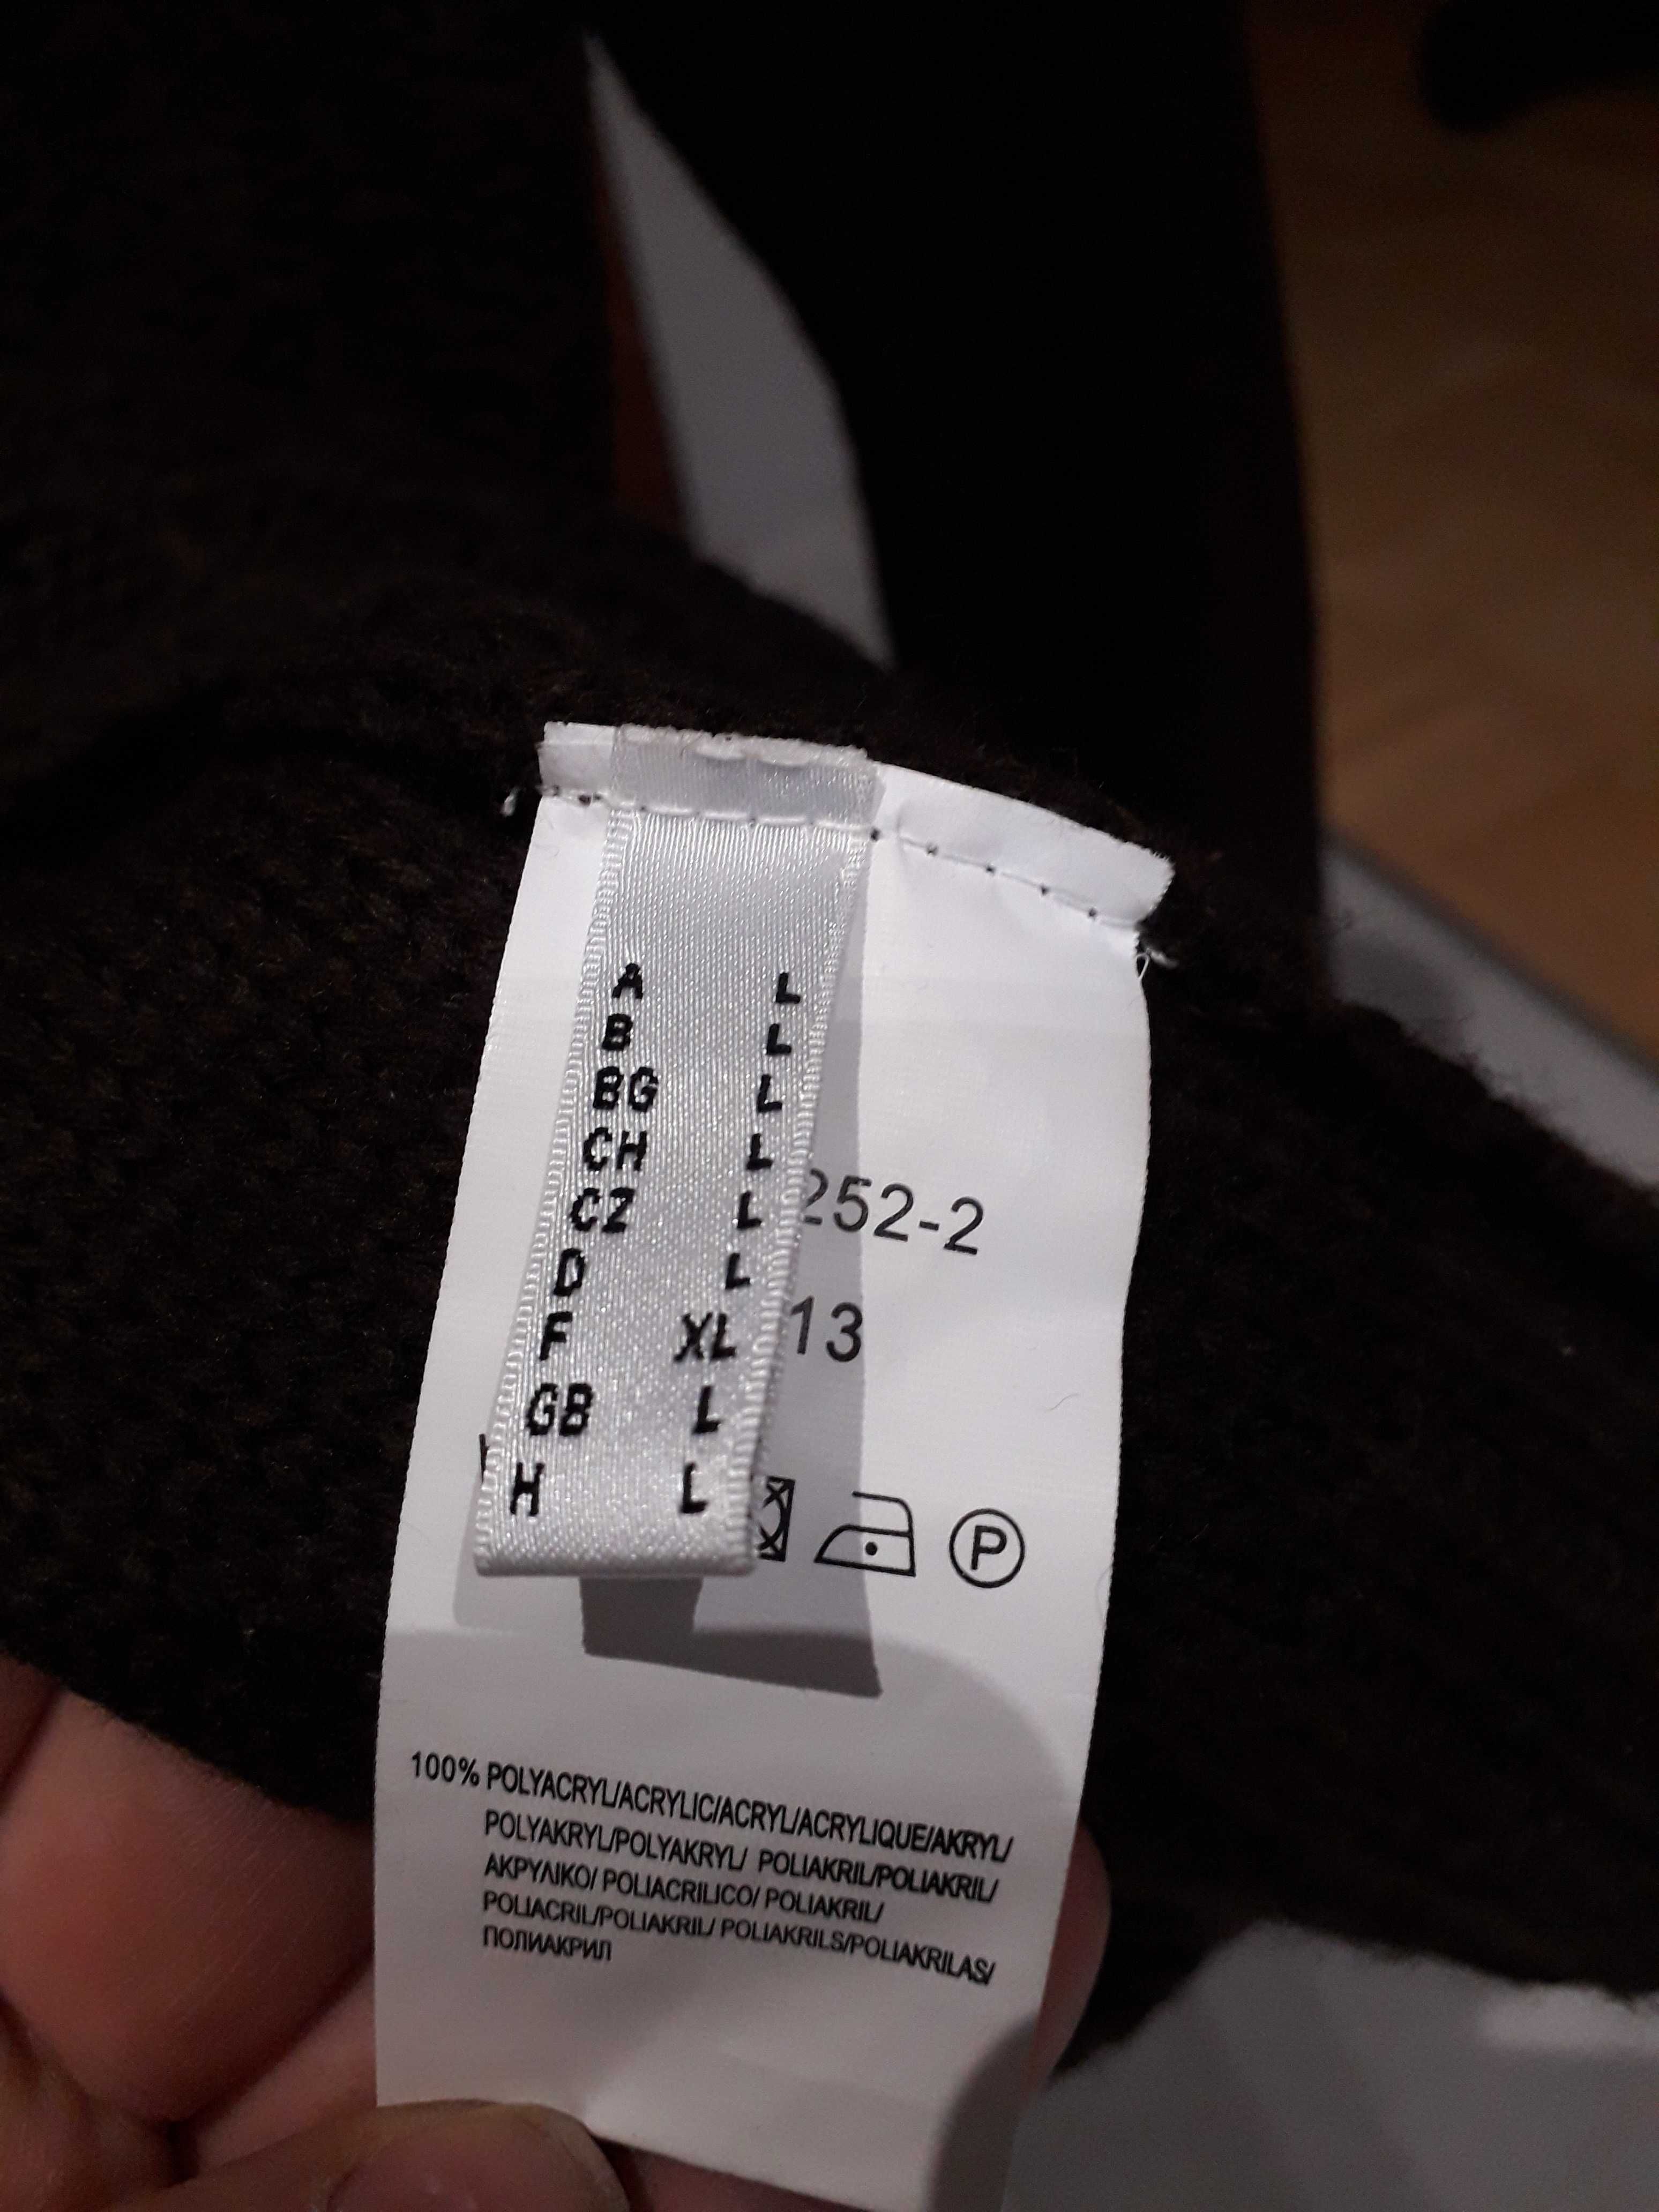 A L
B L
BG L
CH L
CZ L
252-2
D L
F XL
13
GB L
H L
P
100% POLYACRYL/ACRYLIC/ACRYL/ACRYLIQUE/AKRYL/
POLYAKRYL/POLYAKRYL/ POLIAKRIL/POLIAKRIL/
ΑΚΡΥΛΙΚΟ/ POLIACRILICO/ POLIAKRIL/
POLIACRIL/POLIAKRIL/ POLIAKRILS/POLIAKRILAS/
ПОЛИАКРИЛ